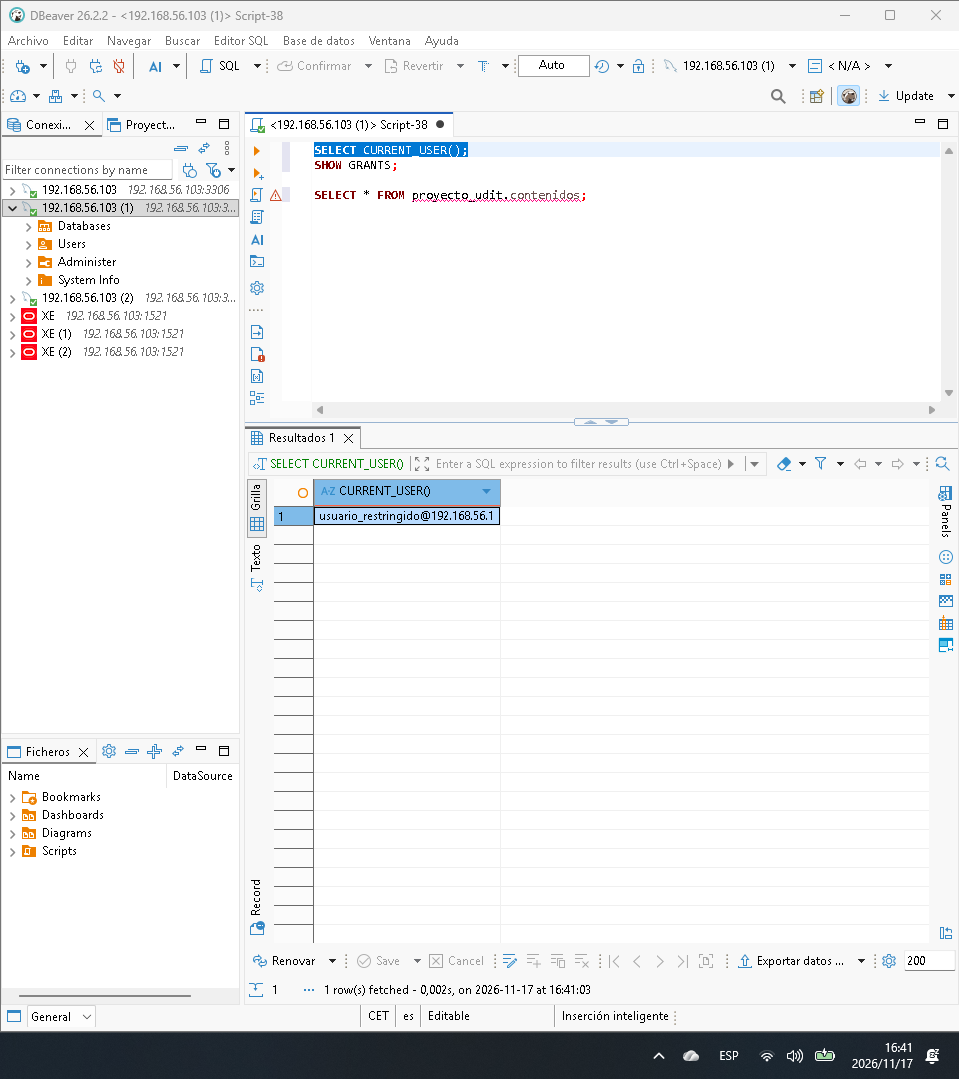 DBeaver 26.2.2 - <192.168.56.103 (1)> Script-38
Archivo Editar Navegar Buscar Editor SQL Base de datos Ventana Ayuda
AI SQL Confirmar Revertir T Auto 192.168.56.103 (1) < N/A >
Update
Conexi... Proyect...
<192.168.56.103 (1)> Script-38
Filter connections by name
192.168.56.103 192.168.56.103:3306
192.168.56.103 (1) 192.168.56.103:3...
Databases
Users
Administer
System Info
192.168.56.103 (2) 192.168.56.103:3...
XE 192.168.56.103:1521
XE (1) 192.168.56.103:1521
XE (2) 192.168.56.103:1521
AI
SELECT CURRENT_USER();
SHOW GRANTS;
SELECT * FROM proyecto_udit.contenidos;
Resultados 1
SELECT CURRENT_USER() Enter a SQL expression to filter results (use Ctrl+Space)
Grilla
Texto
Record
A-Z CURRENT_USER()
1 usuario_restringido@192.168.56.1
Panels
Ficheros
Name DataSource
Bookmarks
Dashboards
Diagrams
Scripts
Renovar Save Cancel Exportar datos ... 200
1 ... 1 row(s) fetched - 0,002s, on 2026-11-17 at 16:41:03
General CET es Editable Inserción inteligente
ESP 16:41
2026/11/17